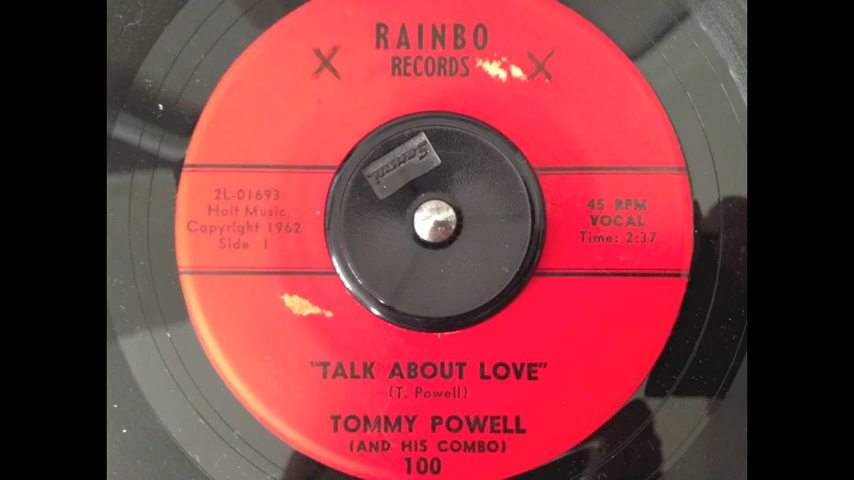 RAINBO
X RECORDS X
2L-01693
Holt Music,
Copyright 1962
Side 1
45 RPM
VOCAL
Time: 2:37
"TALK ABOUT LOVE"
(T. Powell)
TOMMY POWELL
(AND HIS COMBO)
100